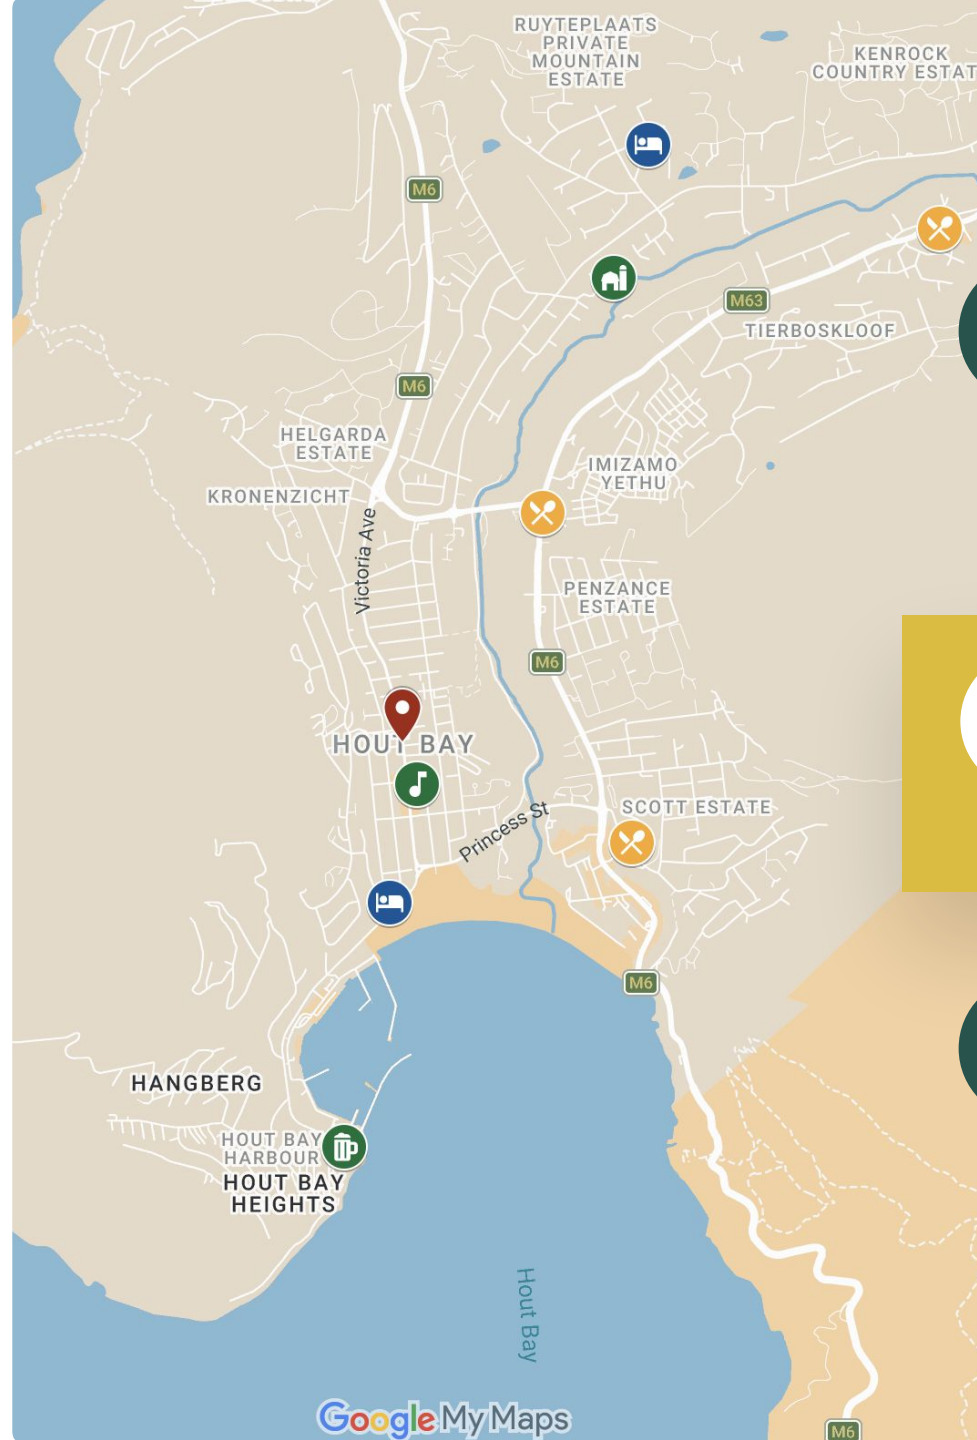 RUYTEPLAATS
PRIVATE
MOUNTAIN
ESTATE
KENROCK
COUNTRY ESTAT
M6
M63
TIERBOSKLOOF
M6
HELGARDA
ESTATE
IMIZAMO
YETHU
KRONENZICHT
Victoria Ave
PENZANCE
ESTATE
M6
HOUT BAY
Princess St
SCOTT ESTATE
M6
HANGBERG
HOUT BAY
HARBOUR
HOUT BAY
HEIGHTS
Hout Bay
Google My Maps
M6